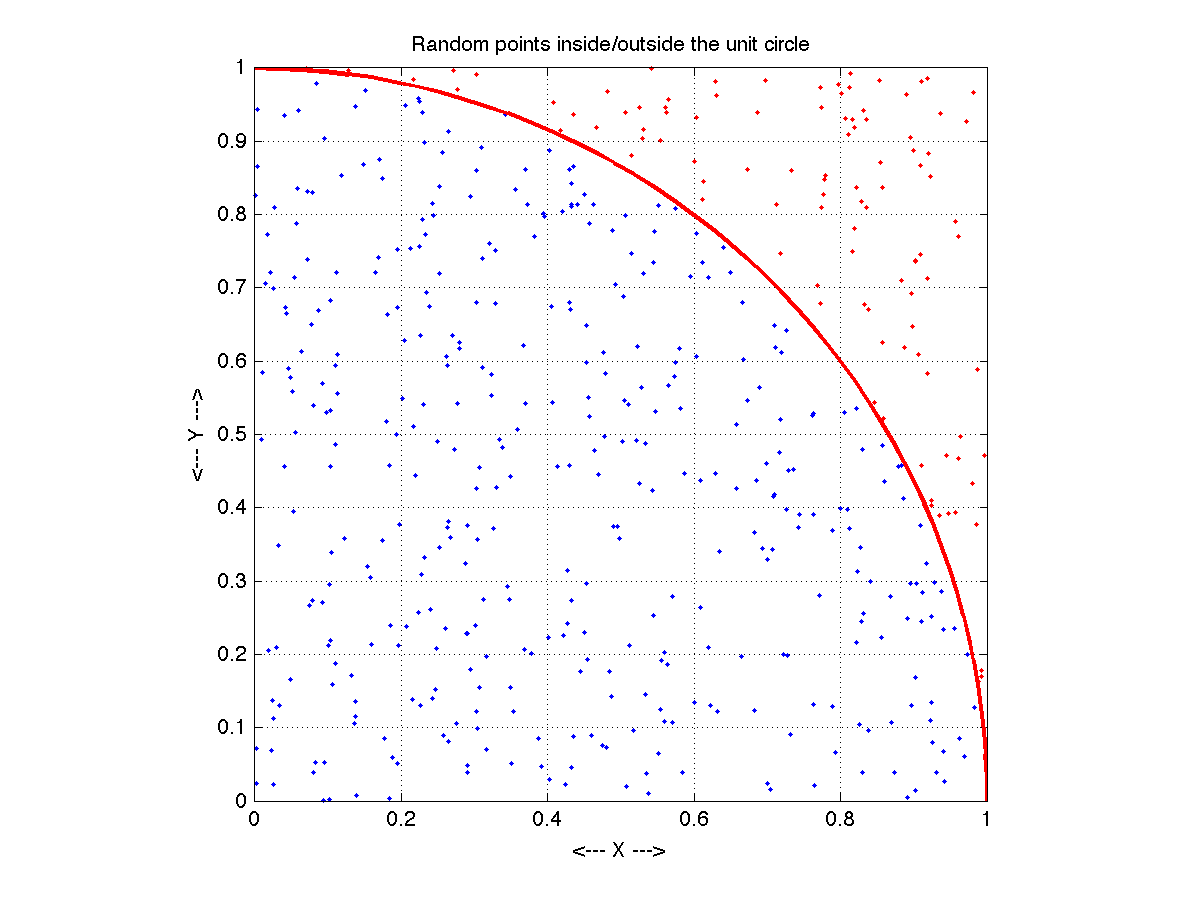 Random points inside/outside the unit circle
1
0.9
0.8
0.7
0.6
0.5
0.4
0.3
0.2
0.1
0
<--- Y --->
0 0.2 0.4 0.6 0.8 1
<--- X --->